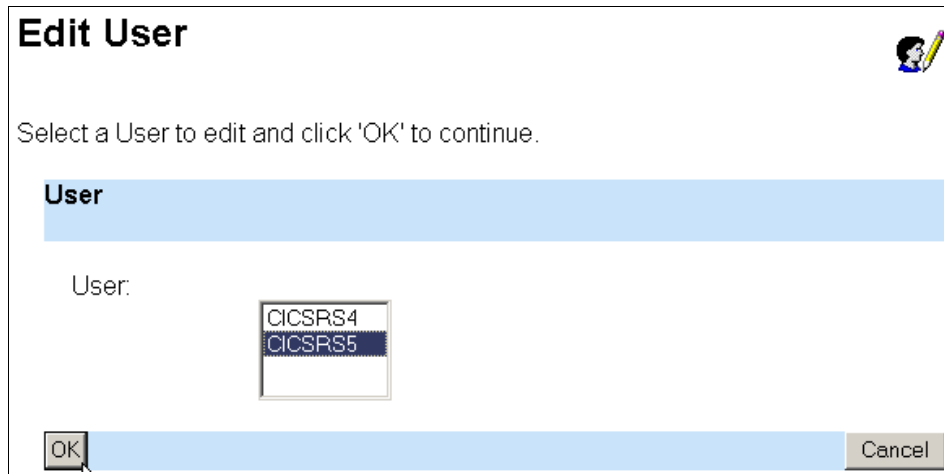 Edit User
Select a User to edit and click 'OK' to continue.
User
User:
CICSRS4
CICSRS5
OK
Cancel